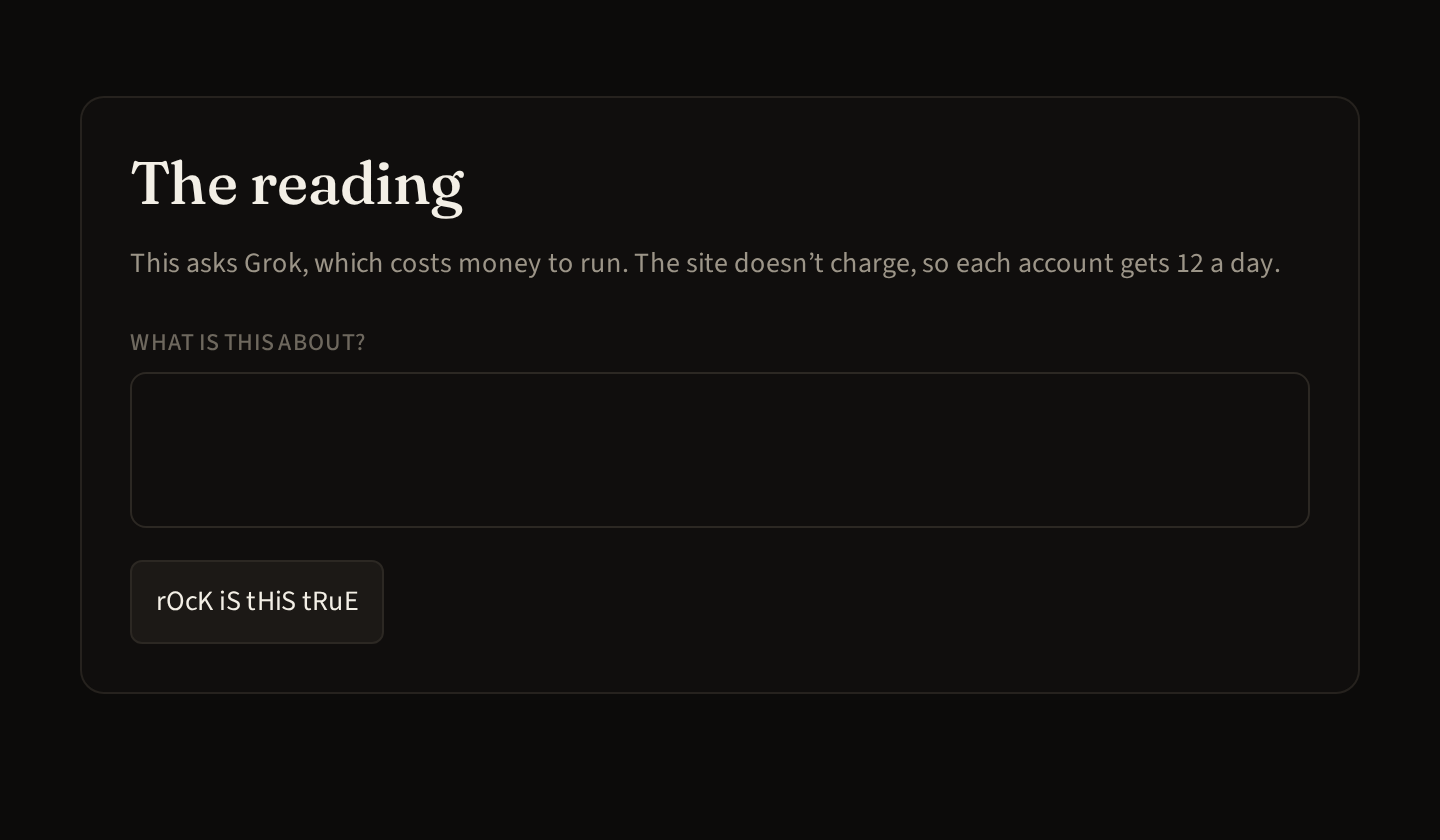 The reading
This asks Grok, which costs money to run. The site doesn’t charge, so each account gets 12 a day.
WHAT IS THIS ABOUT?
rOcK iS tHiS tRuE